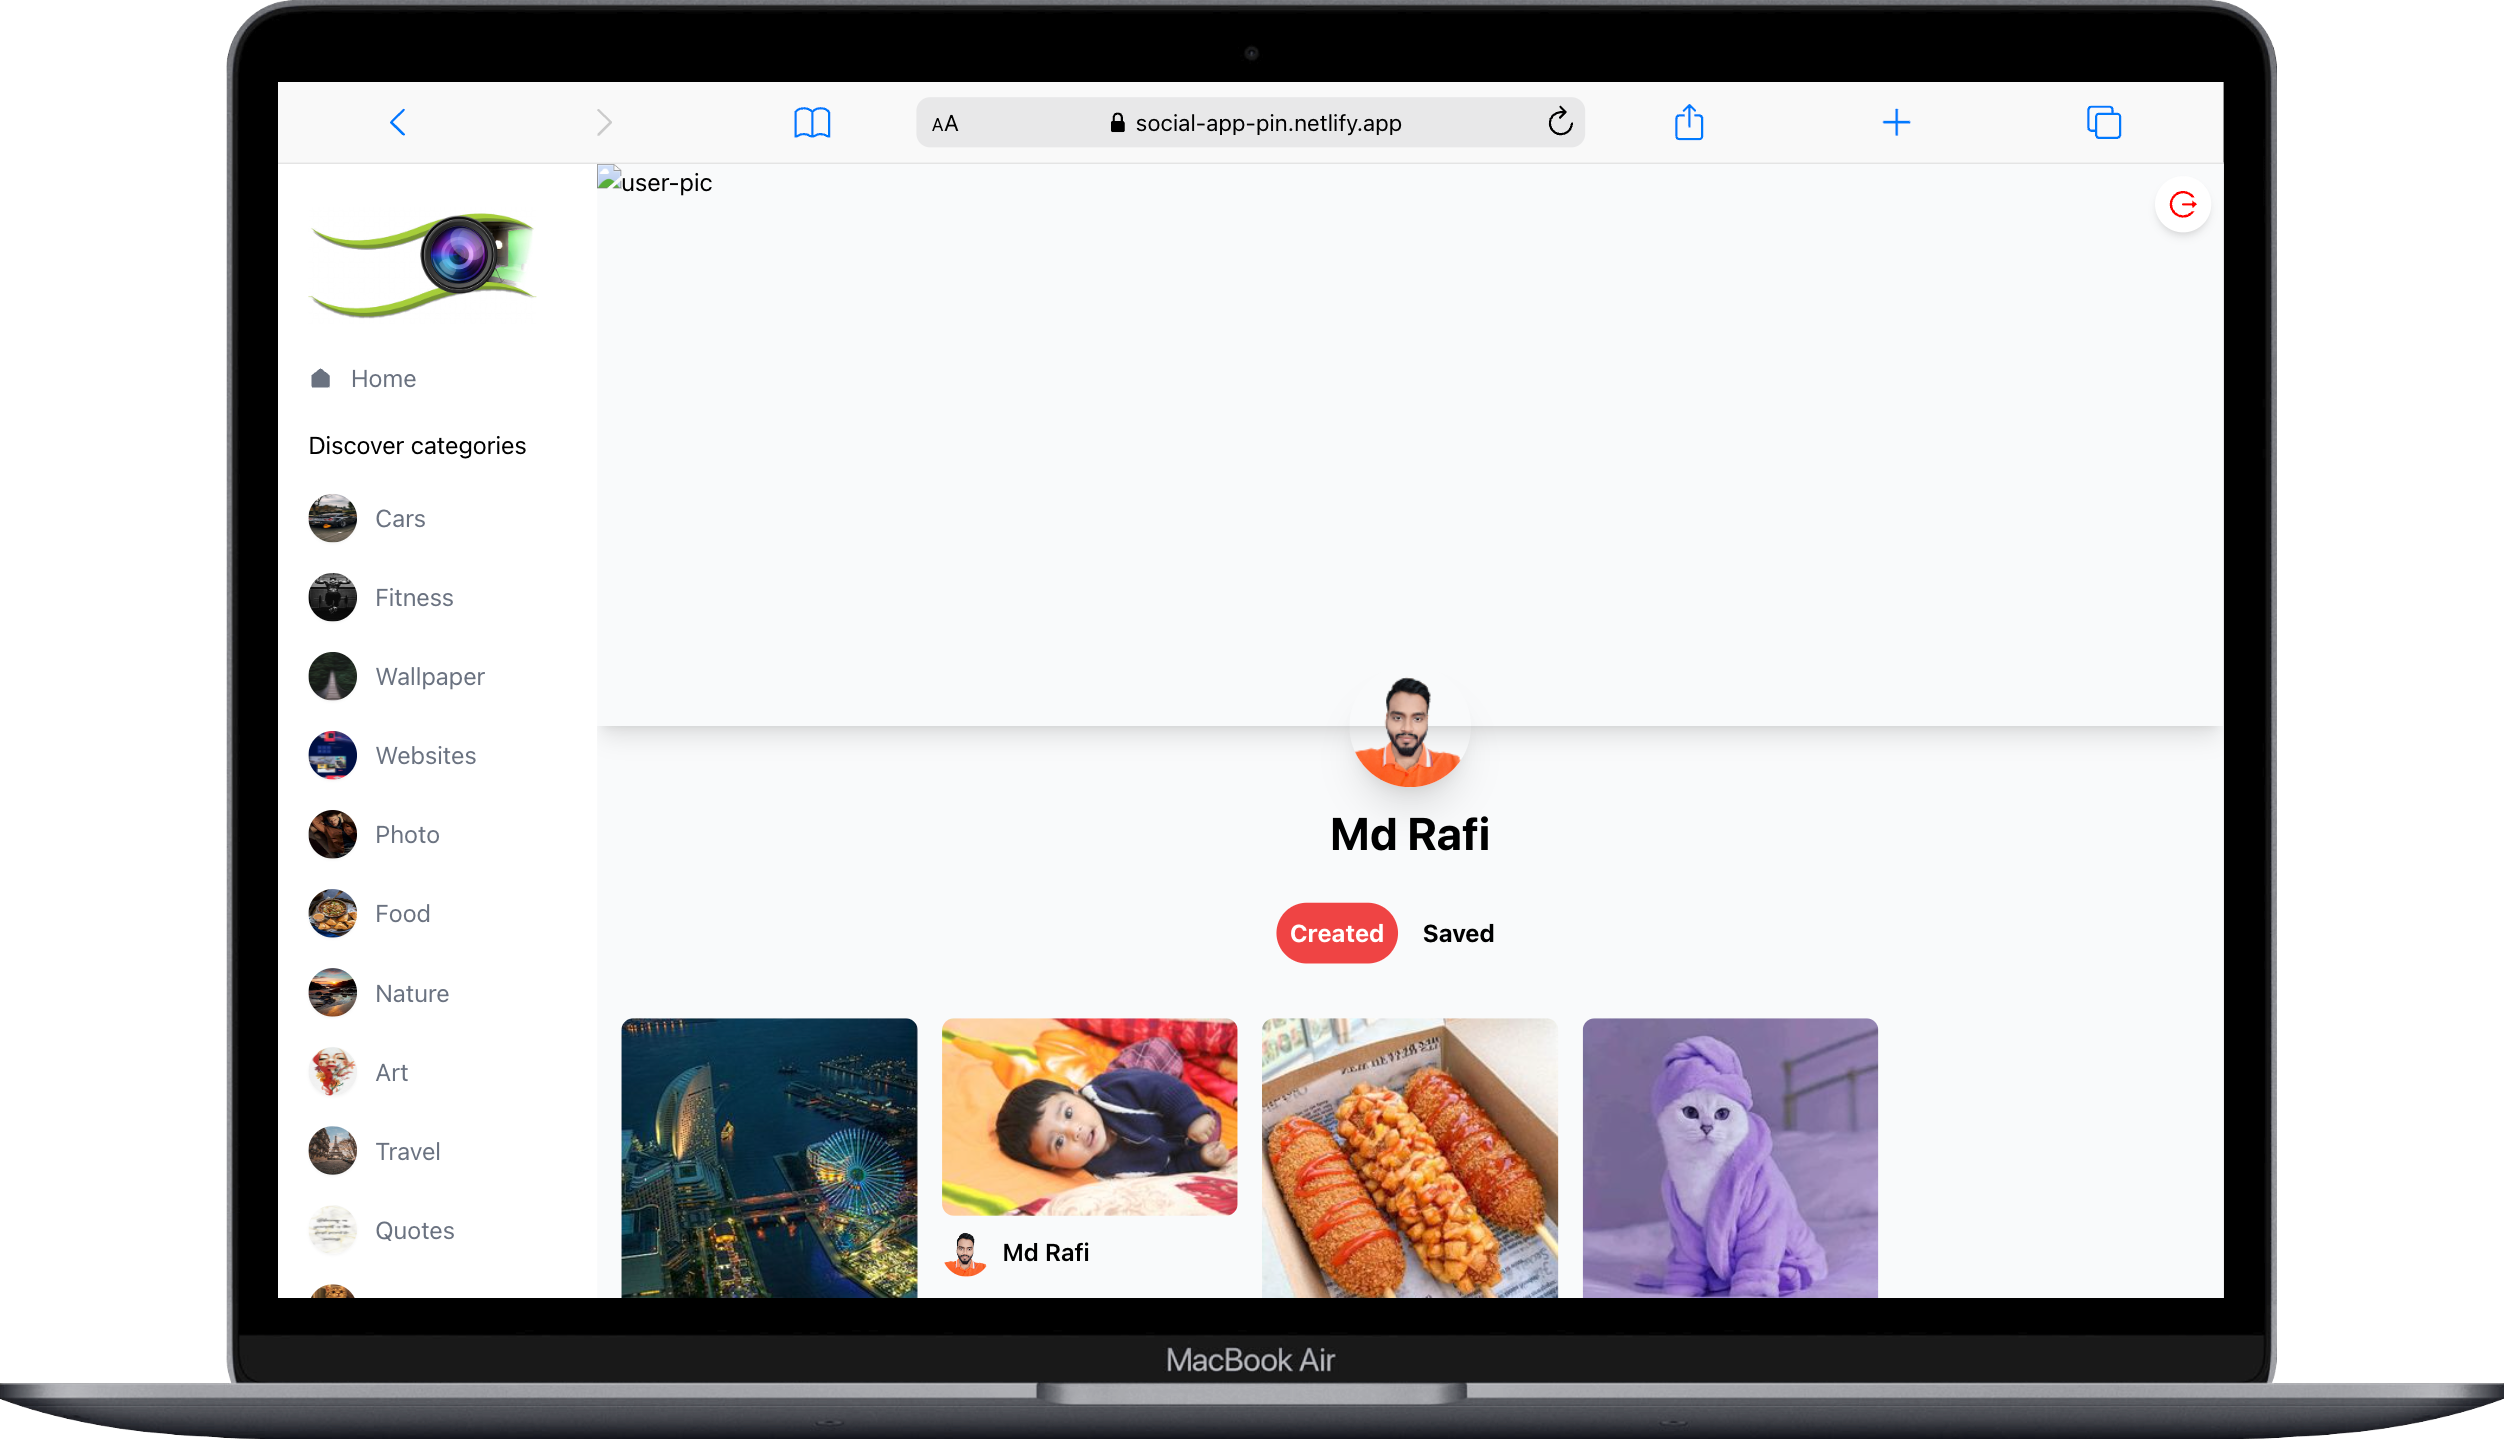 AA
social-app-pin.netlify.app
user-pic
Home
Discover categories
Cars
Fitness
Wallpaper
Websites
Photo
Food
Nature
Art
Travel
Quotes
Md Rafi
Created
Saved
Md Rafi
MacBook Air